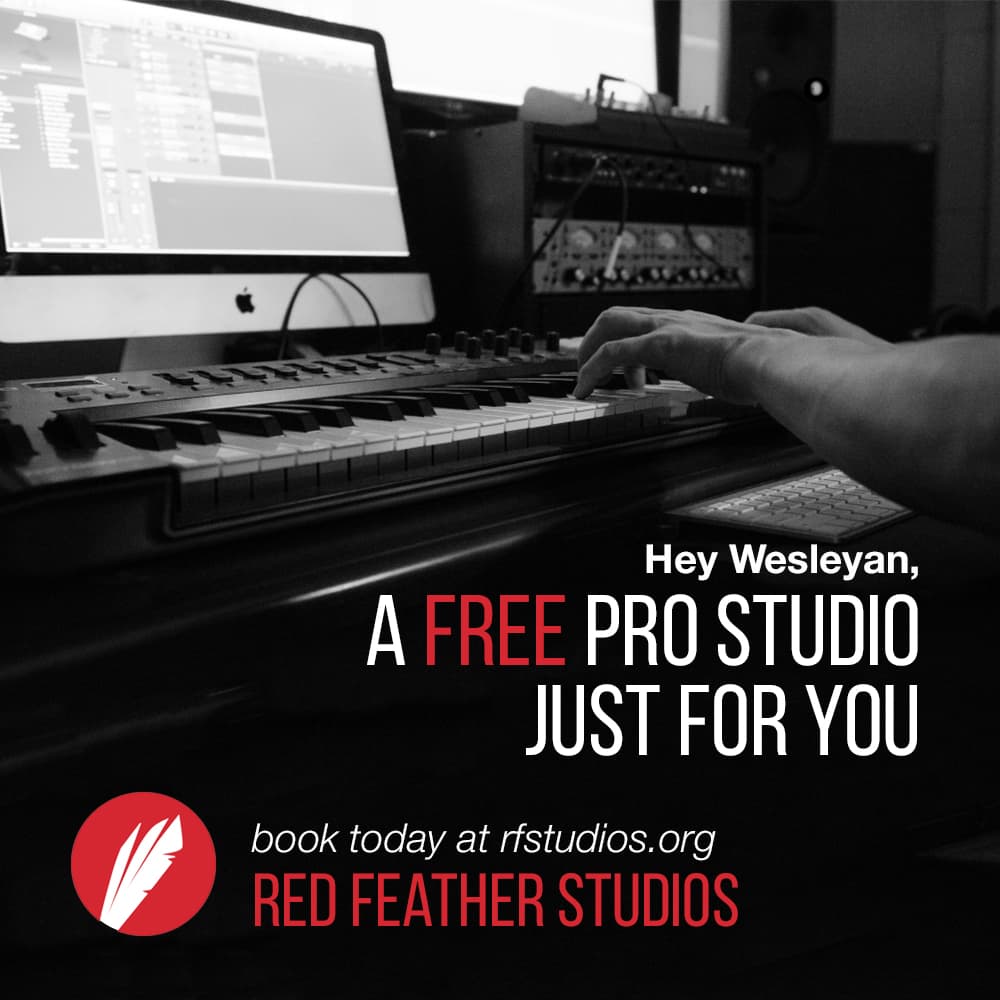 Hey Wesleyan,
A FREE PRO STUDIO
JUST FOR YOU
book today at rfstudios.org
RED FEATHER STUDIOS